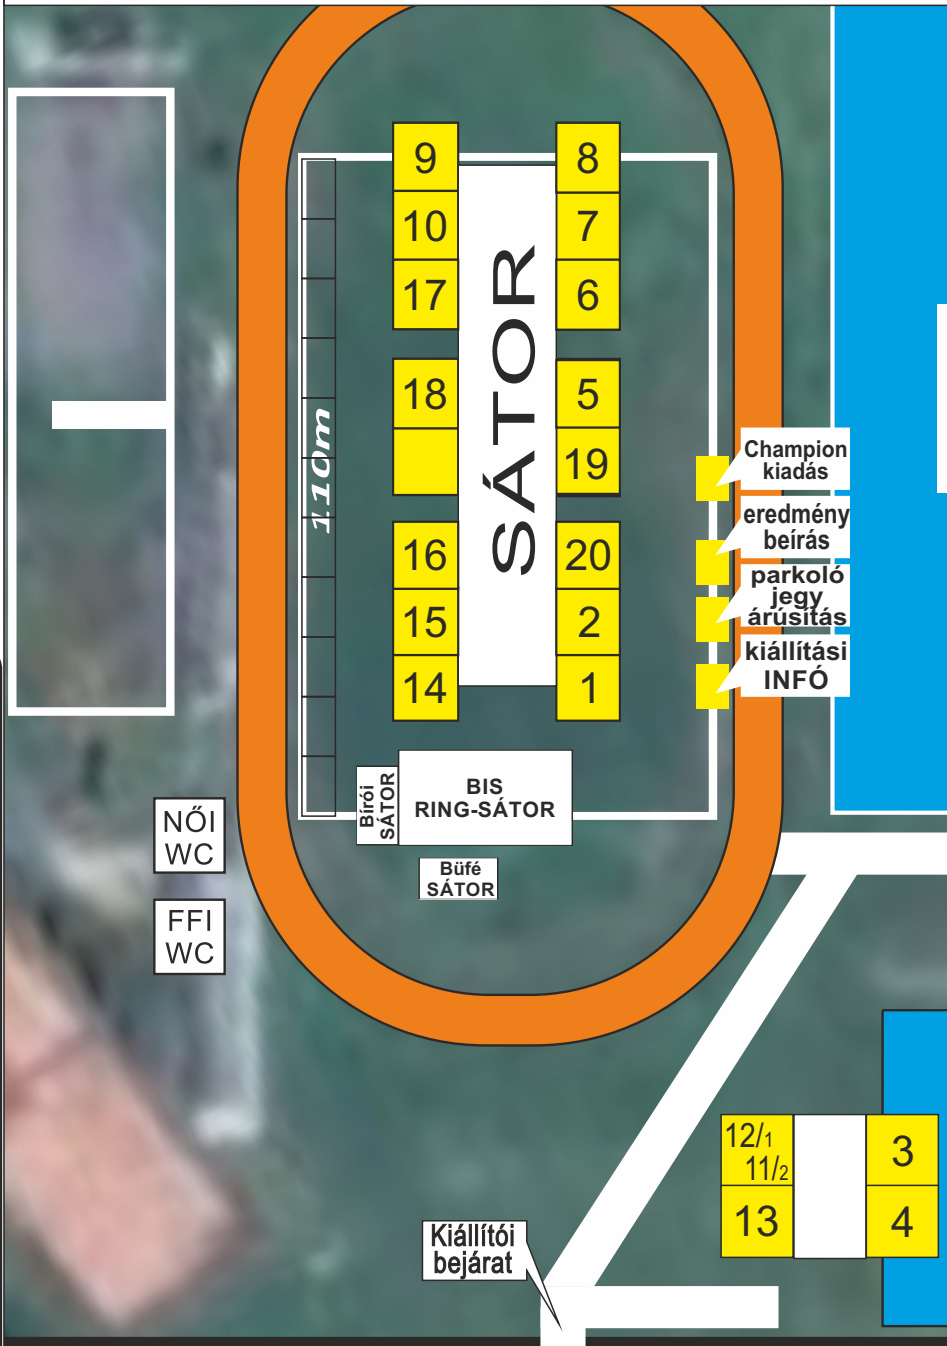 9
8
10
7
17
6
SÁTOR
18
5
19
110m
16
20
15
2
14
1
Champion
kiadás
eredmény
beírás
parkoló
jegy
árúsítás
kiállítási
INFÓ
Bírói
SÁTOR
BIS
RING-SÁTOR
Büfé
SÁTOR
NŐI
WC
FFI
WC
12/1
11/2
3
13
4
Kiállítói
bejárat